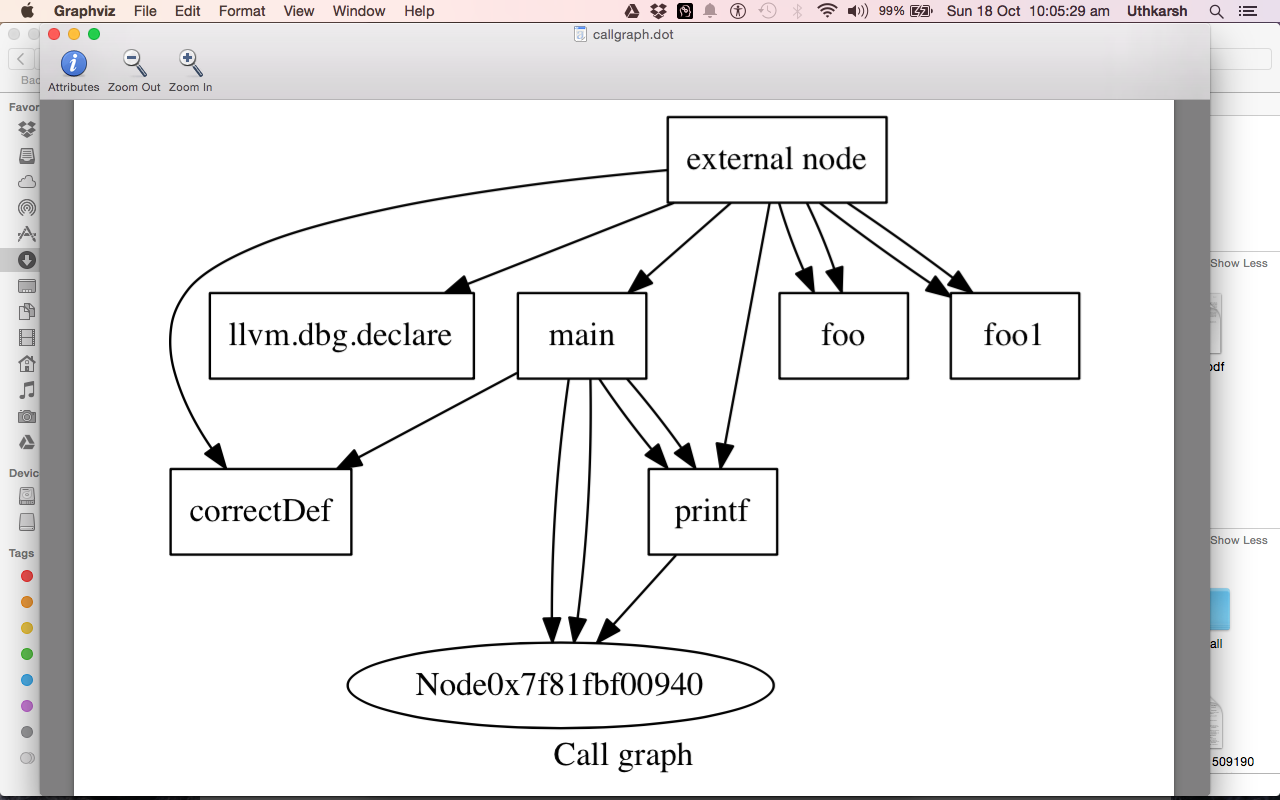 Graphviz File Edit Format View Window Help 99% Sun 18 Oct 10:05:29 am Uthkarsh
callgraph.dot
Attributes Zoom Out Zoom In
Bac
Favor
external node
Show Less
llvm.dbg.declare main foo foo1
pdf
Devic
correctDef printf
Show Less
Tags
all
Node0x7f81fbf00940
Call graph
509190